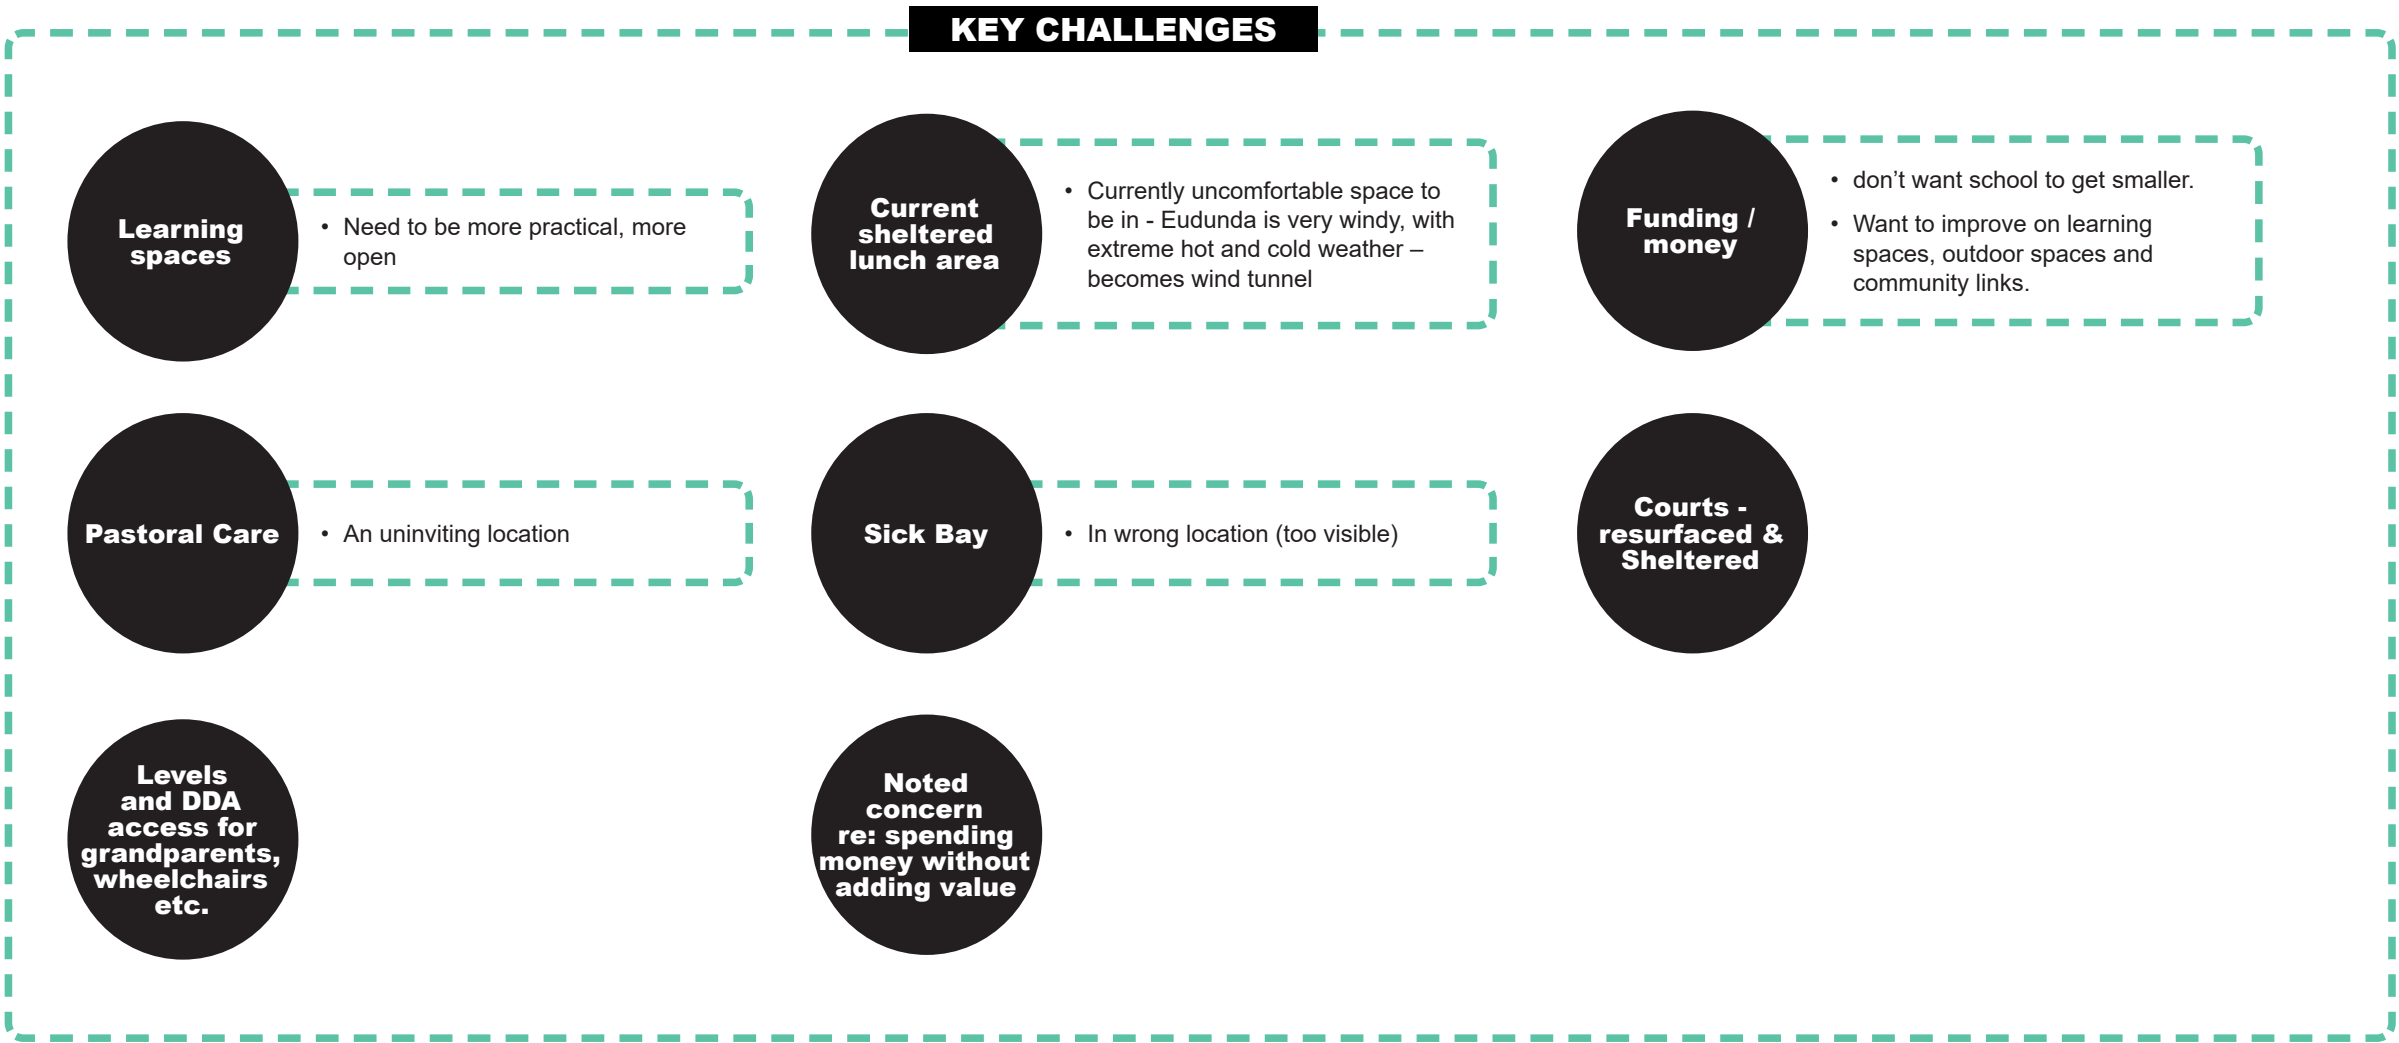 KEY CHALLENGES
Learning
spaces
• Need to be more practical, more
open
Current
sheltered
lunch area
• Currently uncomfortable space to
be in - Eudunda is very windy, with
extreme hot and cold weather –
becomes wind tunnel
Funding /
money
• don’t want school to get smaller.
• Want to improve on learning
spaces, outdoor spaces and
community links.
Pastoral Care
• An uninviting location
Sick Bay
• In wrong location (too visible)
Courts -
resurfaced &
Sheltered
Levels
and DDA
access for
grandparents,
wheelchairs
etc.
Noted
concern
re: spending
money without
adding value